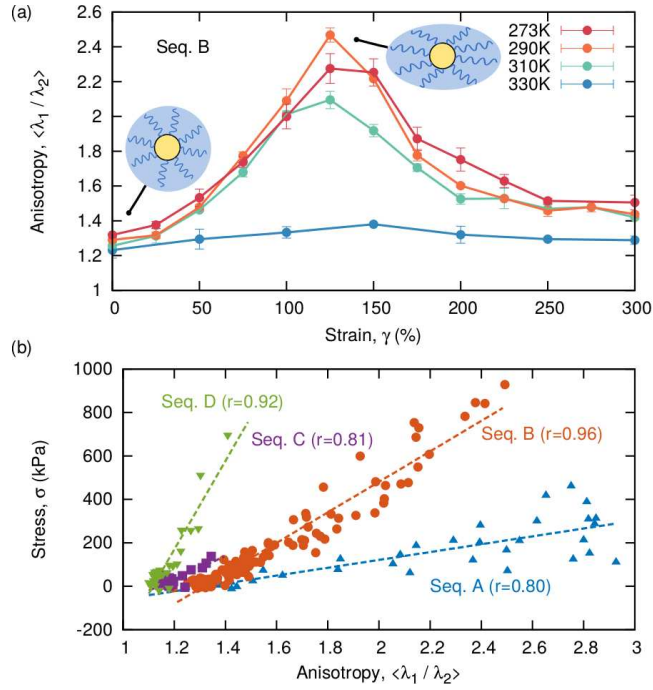 (a)
Seq. B
273K
290K
310K
330K
2.6
2.4
2.2
2
1.8
1.6
1.4
1.2
1
Anisotropy, <λ1 / λ2>
0 50 100 150 200 250 300
Strain, γ (%)
(b)
Seq. D (r=0.92)
Seq. C (r=0.81)
Seq. B (r=0.96)
Seq. A (r=0.80)
1000
800
600
400
200
0
-200
Stress, σ (kPa)
1 1.2 1.4 1.6 1.8 2 2.2 2.4 2.6 2.8 3
Anisotropy, <λ1 / λ2>